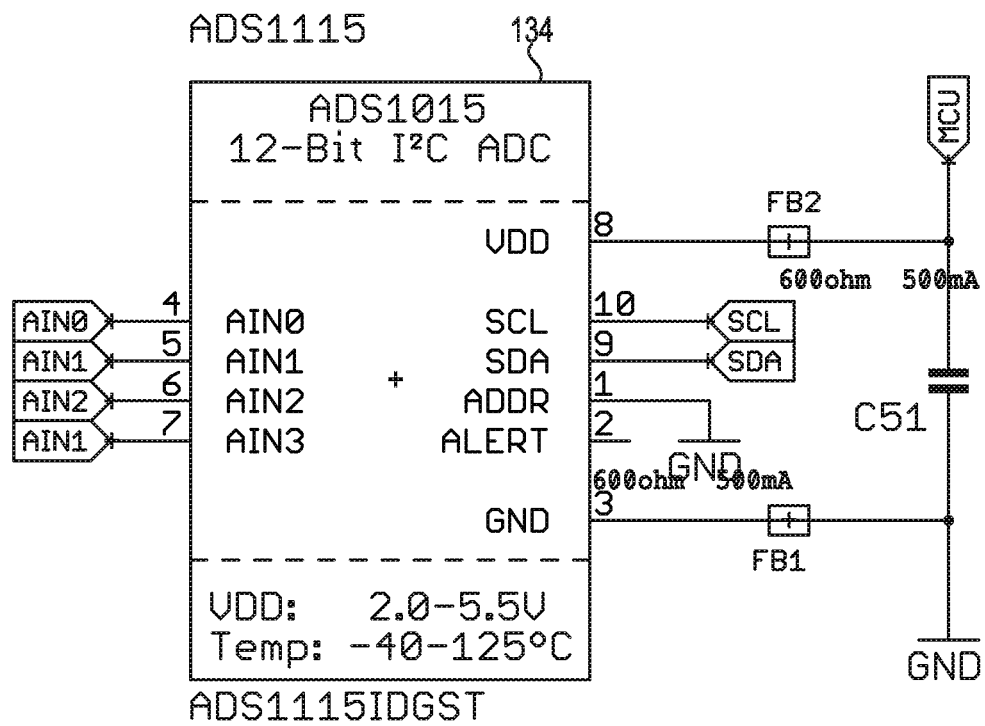 ADS1115
134
ADS1015
12-Bit I²C ADC
MCU
FB2
VDD 8
600ohm 500mA
AIN0 4 AIN0 SCL 10 SCL
AIN1 5 AIN1 SDA 9 SDA
AIN2 6 AIN2 ADDR 1
AIN1 7 AIN3 ALERT 2
C51
GND
600ohm 500mA
GND 3
FB1
VDD: 2.0-5.5V
Temp: -40-125°C
GND
ADS1115IDGST